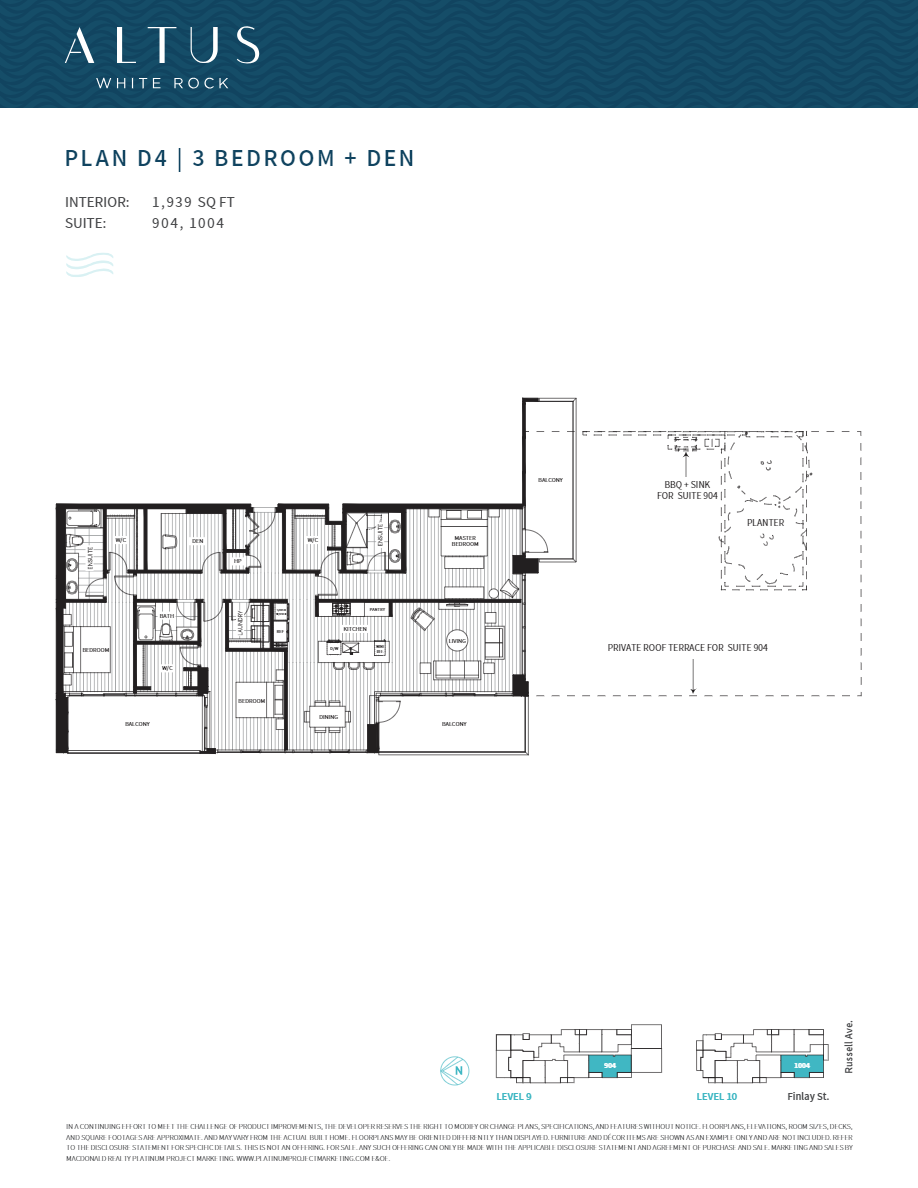 ALTUS
WHITE ROCK
PLAN D4 | 3 BEDROOM + DEN
INTERIOR: 1,939 SQ FT
SUITE: 904, 1004
BALCONY
BBQ + SINK
FOR SUITE 904
PLANTER
W/C
DEN
ENSUITE
HP
W/C
ENSUITE
MASTER
BEDROOM
BATH
LAUNDRY
PANTRY
KITCHEN
REF
D/W
WINE
REF
LIVING
BEDROOM
W/C
BEDROOM
DINING
PRIVATE ROOF TERRACE FOR SUITE 904
BALCONY
BALCONY
N
904
LEVEL 9
1004
LEVEL 10
Finlay St.
Russell Ave.
IN A CONTINUING EFFORT TO MEET THE CHALLENGE OF PRODUCT IMPROVEMENTS, THE DEVELOPER RESERVES THE RIGHT TO MODIFY OR CHANGE PLANS, SPECIFICATIONS, AND FEATURES WITHOUT NOTICE. FLOORPLANS, ELEVATIONS, ROOM SIZES, DECKS,
AND SQUARE FOOTAGES ARE APPROXIMATE, AND MAY VARY FROM THE ACTUAL BUILT HOME. FLOORPLANS MAY BE ORIENTED DIFFERENTLY THAN DISPLAYED. FURNITURE AND DÉCOR ITEMS ARE SHOWN AS AN EXAMPLE ONLY AND ARE NOT INCLUDED. REFER
TO THE DISCLOSURE STATEMENT FOR SPECIFIC DETAILS. THIS IS NOT AN OFFERING FOR SALE. ANY SUCH OFFERING CAN ONLY BE MADE WITH THE APPLICABLE DISCLOSURE STATEMENT AND AGREEMENT OF PURCHASE AND SALE. MARKETING AND SALES BY
MACDONALD REALTY PLATINUM PROJECT MARKETING. WWW.PLATINUMPROJECTMARKETING.COM E&OE.